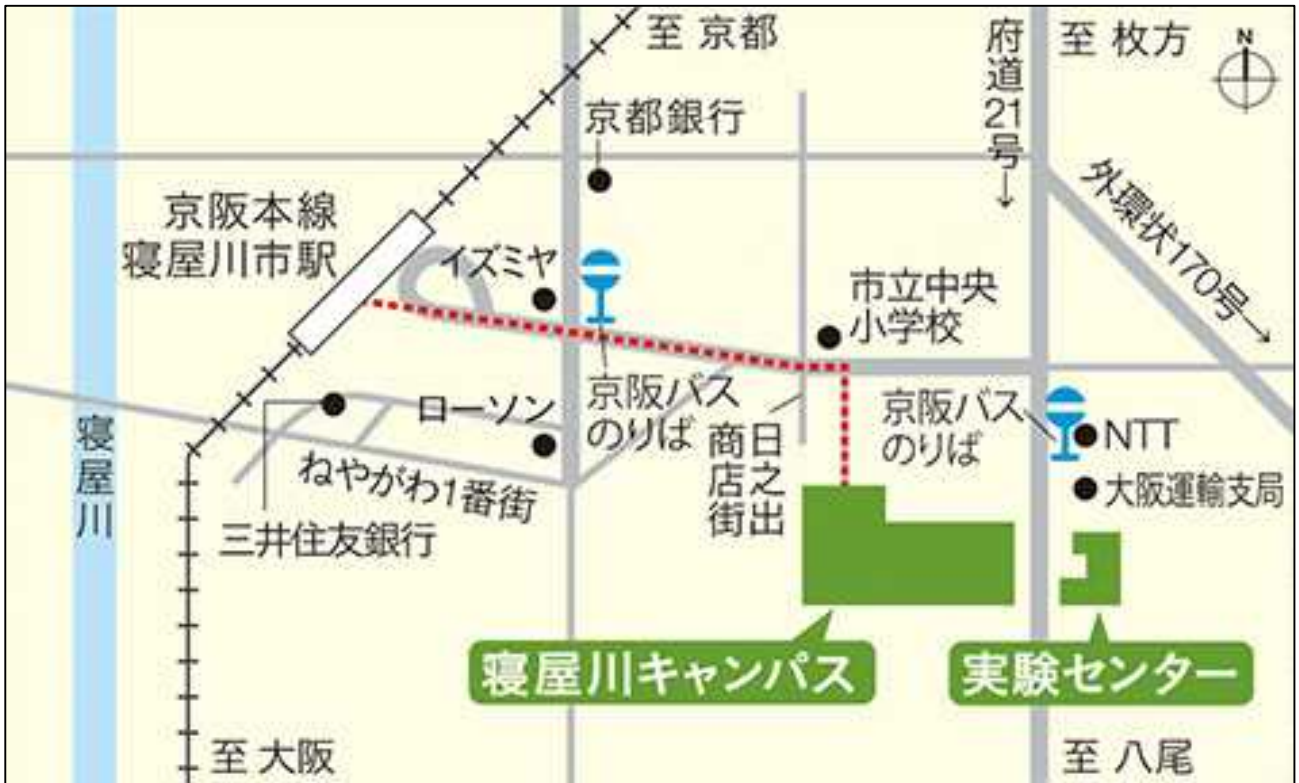 至 京都
府道21号
至 枚方
N
京都銀行
外環状170号
京阪本線
寝屋川市駅
イズミヤ
市立中央
小学校
寝屋川
ローソン
京阪バス
のりば
日之出
商店街
京阪バス
のりば
NTT
ねやがわ1番街
大阪運輸支局
三井住友銀行
寝屋川キャンパス
実験センター
至 大阪
至 八尾